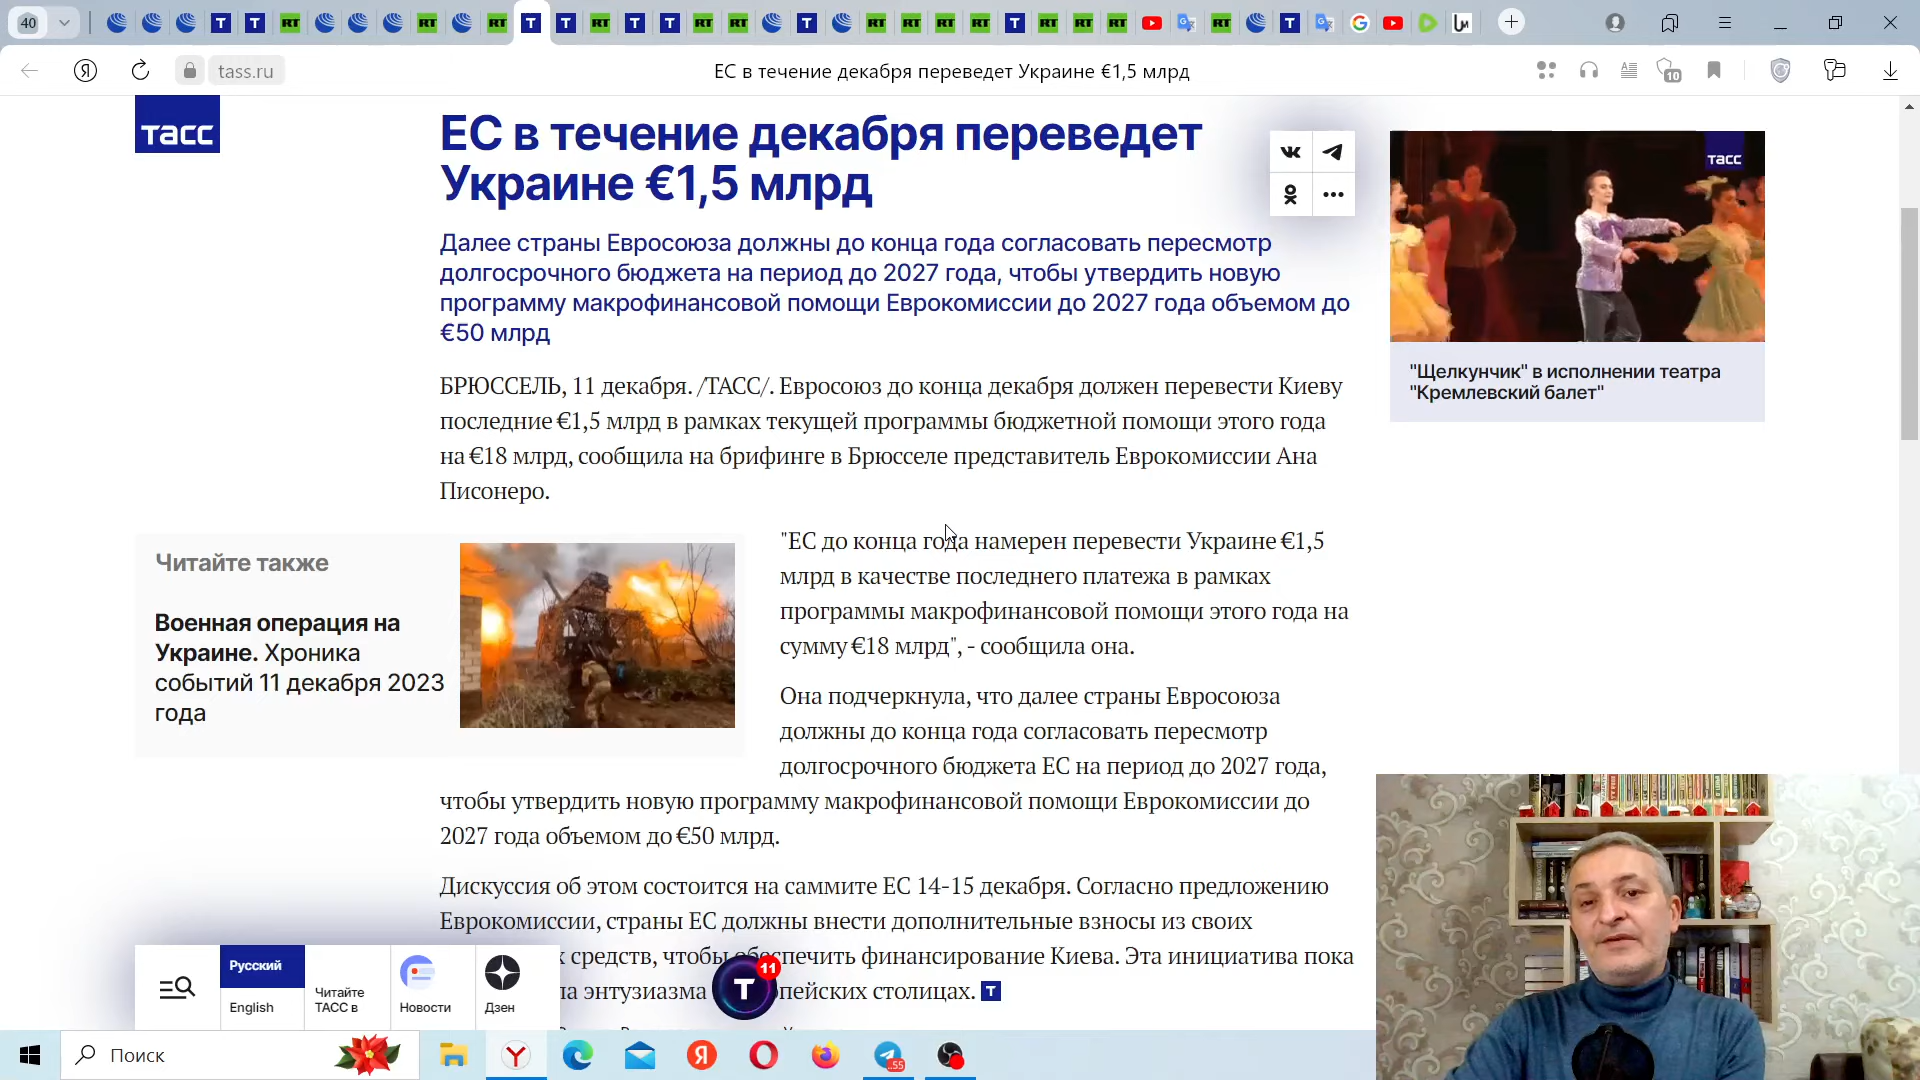 40
tass.ru
ЕС в течение декабря переведет Украине €1,5 млрд
10
ТАСС
ЕС в течение декабря переведет
Украине €1,5 млрд
Далее страны Евросоюза должны до конца года согласовать пересмотр
долгосрочного бюджета на период до 2027 года, чтобы утвердить новую
программу макрофинансовой помощи Еврокомиссии до 2027 года объемом до
€50 млрд
БРЮССЕЛЬ, 11 декабря. /ТАСС/. Евросоюз до конца декабря должен перевести Киеву
последние €1,5 млрд в рамках текущей программы бюджетной помощи этого года
на €18 млрд, сообщила на брифинге в Брюсселе представитель Еврокомиссии Ана
Писонеро.
Читайте также
Военная операция на
Украине. Хроника
событий 11 декабря 2023
года
"ЕС до конца года намерен перевести Украине €1,5
млрд в качестве последнего платежа в рамках
программы макрофинансовой помощи этого года на
сумму €18 млрд", - сообщила она.
Она подчеркнула, что далее страны Евросоюза
должны до конца года согласовать пересмотр
долгосрочного бюджета ЕС на период до 2027 года,
чтобы утвердить новую программу макрофинансовой помощи Еврокомиссии до
2027 года объемом до €50 млрд.
Дискуссия об этом состоится на саммите ЕС 14-15 декабря. Согласно предложению
Еврокомиссии, страны ЕС должны внести дополнительные взносы из своих
средств, чтобы обеспечить финансирование Киева. Эта инициатива пока
энтузиазма столицах.
ТАСС
"Щелкунчик" в исполнении театра
"Кремлевский балет"
Русский
English
Читайте
ТАСС в
Новости
Дзен
T
11
Поиск
55